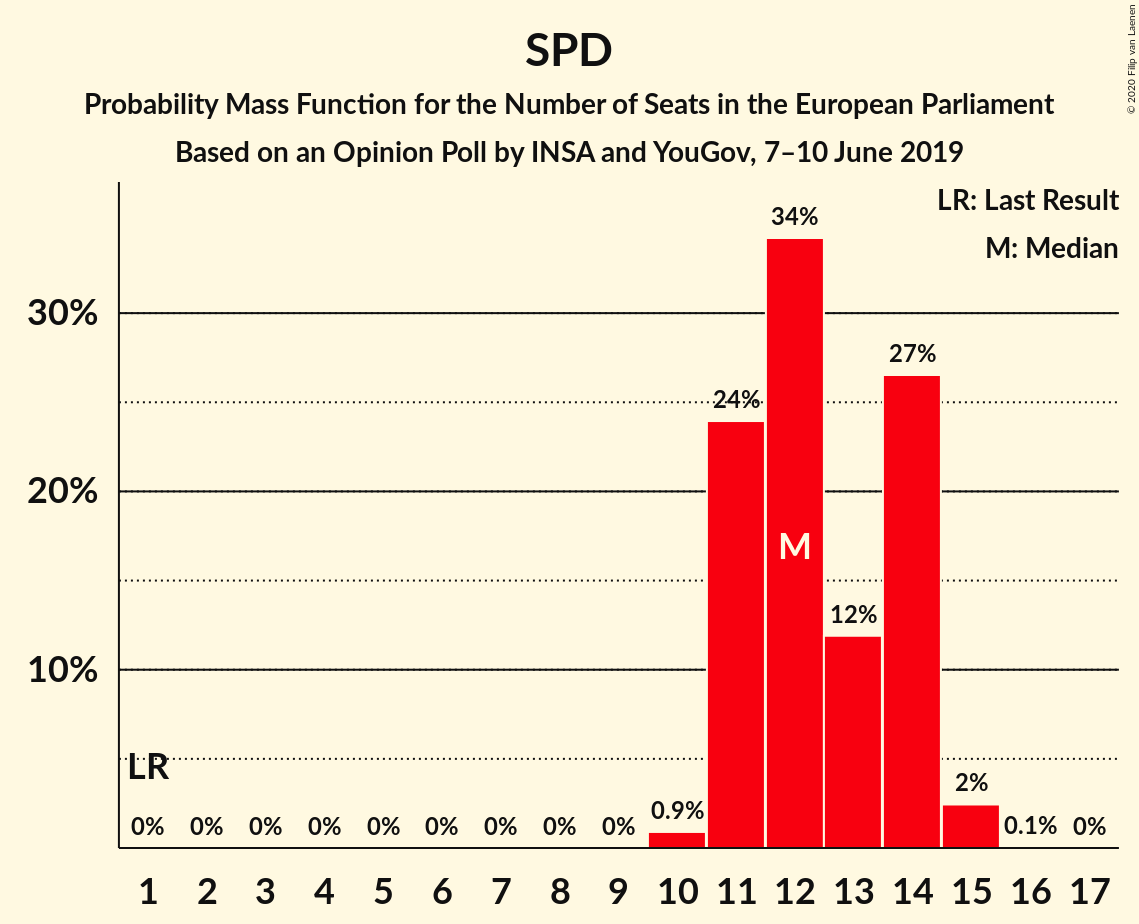 SPD
Probability Mass Function for the Number of Seats in the European Parliament
Based on an Opinion Poll by INSA and YouGov, 7–10 June 2019
© 2020 Filip van Laenen
LR: Last Result
M: Median
34%
30%
27%
24%
20%
M
12%
10%
LR
2%
0% 0% 0% 0% 0% 0% 0% 0% 0% 0.9% 0.1% 0%
1 2 3 4 5 6 7 8 9 10 11 12 13 14 15 16 17